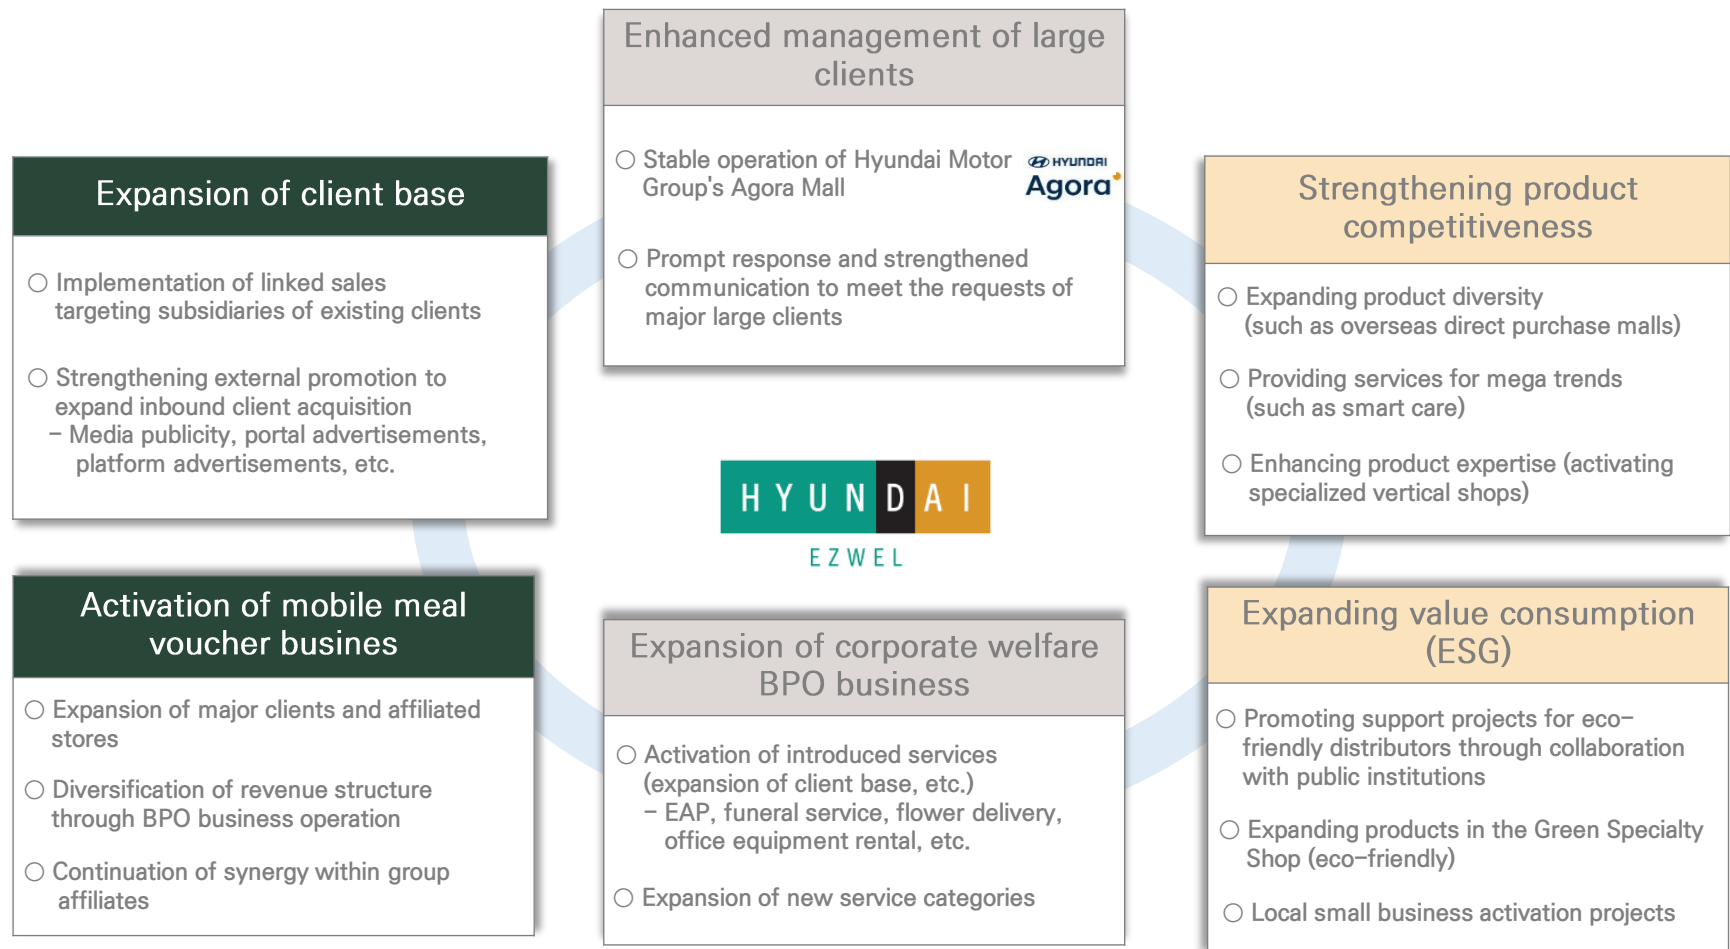 Enhanced management of large
clients
○ Stable operation of Hyundai Motor
Group's Agora Mall
HYUNDAI
Agora
○ Prompt response and strengthened
communication to meet the requests of
major large clients
Expansion of client base
○ Implementation of linked sales
targeting subsidiaries of existing clients
○ Strengthening external promotion to
expand inbound client acquisition
- Media publicity, portal advertisements,
platform advertisements, etc.
Strengthening product
competitiveness
○ Expanding product diversity
(such as overseas direct purchase malls)
○ Providing services for mega trends
(such as smart care)
○ Enhancing product expertise (activating
specialized vertical shops)
HYUNDAI
EZWEL
Activation of mobile meal
voucher busines
○ Expansion of major clients and affiliated
stores
○ Diversification of revenue structure
through BPO business operation
○ Continuation of synergy within group
affiliates
Expansion of corporate welfare
BPO business
○ Activation of introduced services
(expansion of client base, etc.)
- EAP, funeral service, flower delivery,
office equipment rental, etc.
○ Expansion of new service categories
Expanding value consumption
(ESG)
○ Promoting support projects for eco-
friendly distributors through collaboration
with public institutions
○ Expanding products in the Green Specialty
Shop (eco-friendly)
○ Local small business activation projects